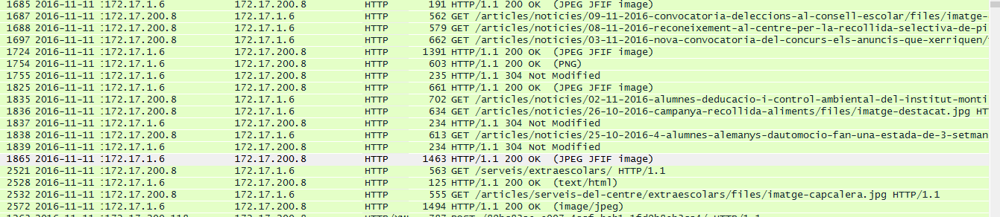 1685 2016-11-11 172.17.1.6 172.17.200.8 HTTP 191 HTTP/1.1 200 OK (JPEG JFIF image)
1687 2016-11-11 172.17.200.8 172.17.1.6 HTTP 562 GET /articles/noticies/09-11-2016-convocatoria-deleccions-al-consell-escolar/files/imatge-
1688 2016-11-11 172.17.200.8 172.17.1.6 HTTP 579 GET /articles/noticies/08-11-2016-reconeixement-al-centre-per-la-recollida-selectiva-de-pi
1697 2016-11-11 172.17.200.8 172.17.1.6 HTTP 662 GET /articles/noticies/03-11-2016-nova-convocatoria-del-concurs-els-anuncis-que-xerriquen/
1724 2016-11-11 172.17.1.6 172.17.200.8 HTTP 1391 HTTP/1.1 200 OK (JPEG JFIF image)
1754 2016-11-11 172.17.1.6 172.17.200.8 HTTP 603 HTTP/1.1 200 OK (PNG)
1755 2016-11-11 172.17.1.6 172.17.200.8 HTTP 235 HTTP/1.1 304 Not Modified
1825 2016-11-11 172.17.1.6 172.17.200.8 HTTP 661 HTTP/1.1 200 OK (JPEG JFIF image)
1835 2016-11-11 172.17.200.8 172.17.1.6 HTTP 702 GET /articles/noticies/02-11-2016-alumnes-deducacio-i-control-ambiental-del-institut-monti
1836 2016-11-11 172.17.200.8 172.17.1.6 HTTP 634 GET /articles/noticies/26-10-2016-campanya-recollida-aliments/files/imatge-destacat.jpg HT
1837 2016-11-11 172.17.1.6 172.17.200.8 HTTP 234 HTTP/1.1 304 Not Modified
1838 2016-11-11 172.17.200.8 172.17.1.6 HTTP 613 GET /articles/noticies/25-10-2016-4-alumnes-alemanys-dautomocio-fan-una-estada-de-3-setman
1839 2016-11-11 172.17.1.6 172.17.200.8 HTTP 234 HTTP/1.1 304 Not Modified
1865 2016-11-11 172.17.1.6 172.17.200.8 HTTP 1463 HTTP/1.1 200 OK (JPEG JFIF image)
2521 2016-11-11 172.17.200.8 172.17.1.6 HTTP 563 GET /serveis/extraescolars/ HTTP/1.1
2528 2016-11-11 172.17.1.6 172.17.200.8 HTTP 125 HTTP/1.1 200 OK (text/html)
2532 2016-11-11 172.17.200.8 172.17.1.6 HTTP 555 GET /articles/serveis-del-centre/extraescolars/files/imatge-capcalera.jpg HTTP/1.1
2572 2016-11-11 172.17.1.6 172.17.200.8 HTTP 1494 HTTP/1.1 200 OK (image/jpeg)